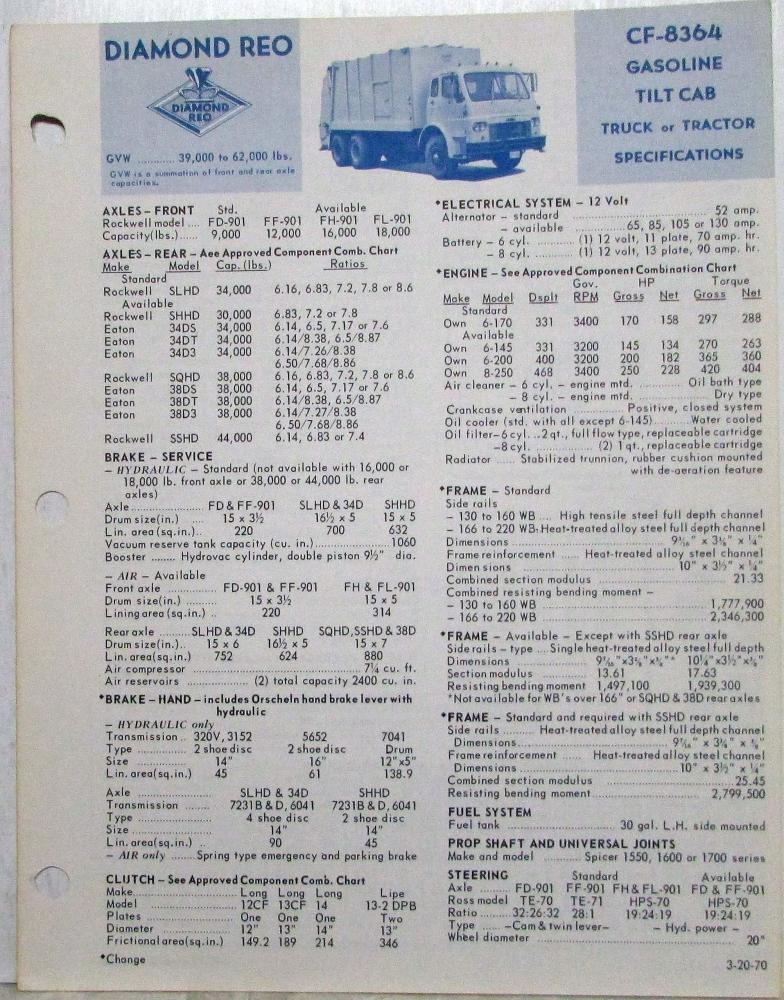 DIAMOND REO
DIAMOND
REO
GVW ........... 39,000 to 62,000 lbs.
GVW is a summation of front and rear axle
capacities.
CF-8364
GASOLINE
TILT CAB
TRUCK or TRACTOR
SPECIFICATIONS
AXLES – FRONT Std. Available
Rockwell model .... FD-901 FF-901 FH-901 FL-901
Capacity(lbs.)...... 9,000 12,000 16,000 18,000
AXLES – REAR – Aee Approved Component Comb. Chart
Make Model Cap. (lbs.) Ratios
Standard
Rockwell SLHD 34,000 6.16, 6.83, 7.2, 7.8 or 8.6
Available
Rockwell SHHD 30,000 6.83, 7.2 or 7.8
Eaton 34DS 34,000 6.14, 6.5, 7.17 or 7.6
Eaton 34DT 34,000 6.14/8.38, 6.5/8.87
Eaton 34D3 34,000 6.14/7.26/8.38
6.50/7.68/8.86
Rockwell SQHD 38,000 6.16, 6.83, 7.2, 7.8 or 8.6
Eaton 38DS 38,000 6.14, 6.5, 7.17 or 7.6
Eaton 38DT 38,000 6.14/8.38, 6.5/8.87
Eaton 38D3 38,000 6.14/7.27/8.38
6.50/7.68/8.86
Rockwell SSHD 44,000 6.14, 6.83 or 7.4
BRAKE – SERVICE
– HYDRAULIC – Standard (not available with 16,000 or
18,000 lb. front axle or 38,000 or 44,000 lb. rear
axles)
Axle................ FD & FF-901 SLHD & 34D SHHD
Drum size(in.) .... 15 x 3½ 16½ x 5 15 x 5
Lin. area(sq.in.).. 220 700 632
Vacuum reserve tank capacity (cu. in.)................ 1060
Booster ....... Hydrovac cylinder, double piston 9½" dia.
– AIR – Available
Front axle ....... FD-901 & FF-901 FH & FL-901
Drum size(in.) ......... 15 x 3½ 15 x 5
Lining area (sq.in.) .. 220 314
Rear axle ......SLHD & 34D SHHD SQHD, SSHD & 38D
Drum size(in.).. 15 x 6 16½ x 5 15 x 7
Lin. area(sq.in.) 752 624 880
Air compressor ........................................ 7¼ cu. ft.
Air reservoirs ............ (2) total capacity 2400 cu. in.
*BRAKE – HAND – includes Orscheln hand brake lever with
hydraulic
– HYDRAULIC only
Transmission .. 320V, 3152 5652 7041
Type ............... 2 shoe disc 2 shoe disc Drum
Size ................ 14" 16" 12"x5"
Lin. area(sq.in.) 45 61 138.9
Axle ................. SLHD & 34D SHHD
Transmission ....... 7231B & D, 6041 7231B & D, 6041
Type ................. 4 shoe disc 2 shoe disc
Size .................. 14" 14"
Lin. area(sq.in.) .. 90 45
– AIR only ....... Spring type emergency and parking brake
CLUTCH – See Approved Component Comb. Chart
Make................... Long Long Long Lipe
Model ................. 12CF 13CF 14 13-2 DPB
Plates ................. One One One Two
Diameter ............. 12" 13" 14" 13"
Frictional area(sq.in.) 149.2 189 214 346
*Change
*ELECTRICAL SYSTEM – 12 Volt
Alternator – standard ............................... 52 amp.
– available .................. 65, 85, 105 or 130 amp.
Battery – 6 cyl. .......... (1) 12 volt, 11 plate, 70 amp. hr.
– 8 cyl. .......... (1) 12 volt, 13 plate, 90 amp. hr.
*ENGINE – See Approved Component Combination Chart
Gov. HP Torque
Make Model Dsplt RPM Gross Net Gross Net
Standard
Own 6-170 331 3400 170 158 297 288
Available
Own 6-145 331 3200 145 134 270 263
Own 6-200 400 3200 200 182 365 360
Own 8-250 468 3400 250 228 420 404
Air cleaner – 6 cyl. – engine mtd. ............ Oil bath type
– 8 cyl. – engine mtd. ................. Dry type
Crankcase ventilation ............ Positive, closed system
Oil cooler (std. with all except 6-145)....... Water cooled
Oil filter–6 cyl. .. 2 qt., full flow type, replaceable cartridge
–8 cyl. ............... (2) 1 qt., replaceable cartridge
Radiator ..... Stabilized trunnion, rubber cushion mounted
with de-aeration feature
*FRAME – Standard
Side rails
– 130 to 160 WB .... High tensile steel full depth channel
– 166 to 220 WB-Heat-treated alloy steel full depth channel
Dimensions ................................... 9⁵⁄₁₆" x 3⅛" x ¼"
Frame reinforcement ..... Heat-treated alloy steel channel
Dimensions ................................... 10" x 3½" x ¼"
Combined section modulus ........................... 21.33
Combined resisting bending moment –
– 130 to 160 WB .................................... 1,777,900
– 166 to 220 WB .................................... 2,346,300
*FRAME – Available – Except with SSHD rear axle
Side rails – type .... Single heat-treated alloy steel full depth
Section modulus .......... 13.61 17.63
Resisting bending moment 1,497,100 1,939,300
*Not available for WB's over 166" or SQHD & 38D rear axles
*FRAME – Standard and required with SSHD rear axle
Side rails ......... Heat-treated alloy steel full depth channel
Frame reinforcement ...... Heat-treated alloy steel channel
Dimensions................................... 10" x 3½" x ¼"
Combined section modulus ........................... 25.45
Resisting bending moment........................... 2,799,500
FUEL SYSTEM
Fuel tank ............................ 30 gal. L.H. side mounted
PROP SHAFT AND UNIVERSAL JOINTS
Make and model ............. Spicer 1550, 1600 or 1700 series
STEERING Standard Available
Axle ......... FD-901 FF-901 FH & FL-901 FD & FF-901
Ross model TE-70 TE-71 HPS-70 HPS-70
Ratio ........ 32:26:32 28:1 19:24:19 19:24:19
Type ...... –Cam & twin lever– – Hyd. power –
Wheel diameter ............................................. 20"
3-20-70